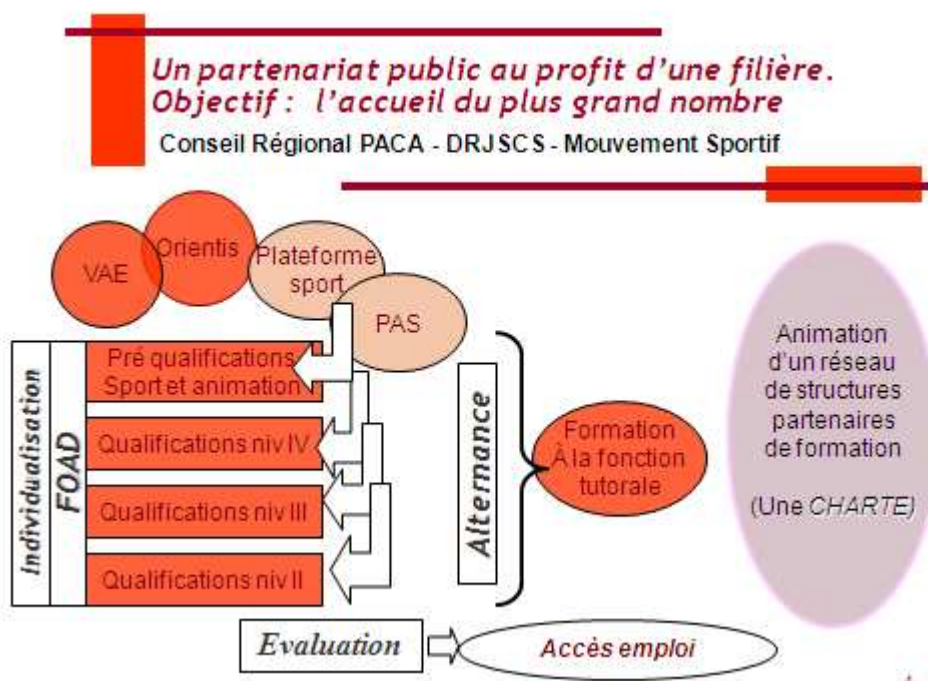 Un partenariat public au profit d'une filière.
Objectif : l'accueil du plus grand nombre
Conseil Régional PACA - DRJSCS - Mouvement Sportif
VAE
Orientis
Plateforme
sport
PAS
Individualisation
FOAD
Pré qualifications
Sport et animation
Qualifications niv IV
Qualifications niv III
Qualifications niv II
Alternance
Formation
À la fonction
tutorale
Animation
d'un réseau
de structures
partenaires
de formation
(Une CHARTE)
Evaluation
Accès emploi